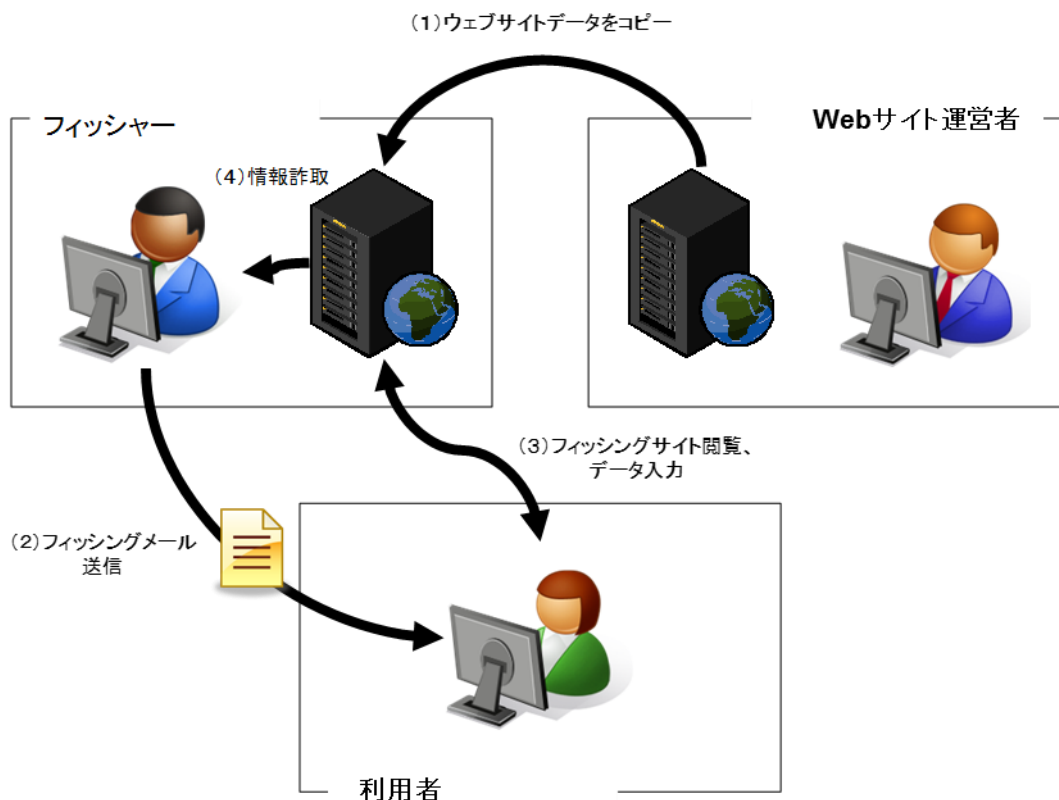 (1)ウェブサイトデータをコピー
フィッシャー
Webサイト運営者
(4)情報詐取
(3)フィッシングサイト閲覧、
データ入力
(2)フィッシングメール
送信
利用者